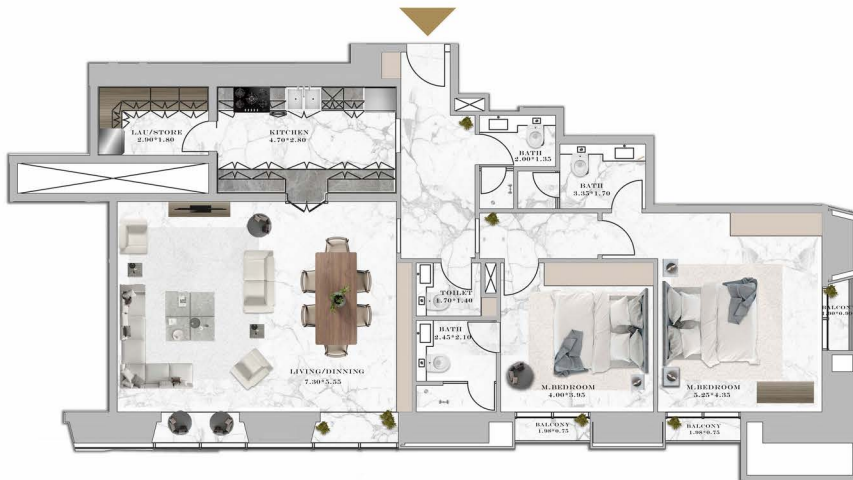 LAU/STORE
2.90*1.80
KITCHEN
4.70*2.80
BATH
2.00*1.35
BATH
3.35*1.70
TOILET
1.70*1.40
BATH
2.45*2.10
LIVING/DINNING
7.30*5.55
M.BEDROOM
4.00*3.95
M.BEDROOM
5.25*4.35
BALCONY
1.98*0.75
BALCONY
1.98*0.75
BALCONY